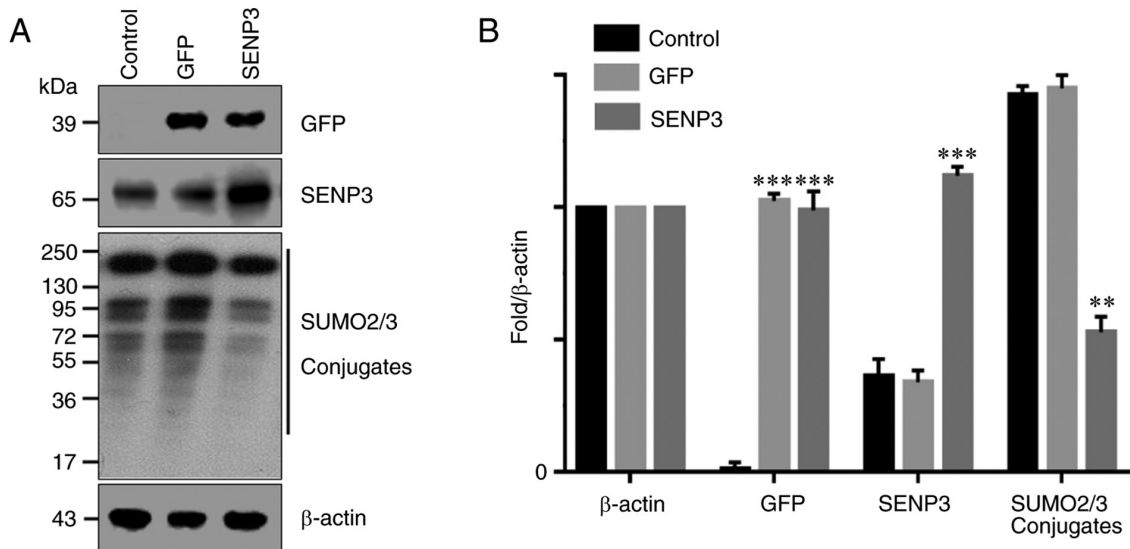 A
Control
GFP
SENP3
kDa
39
GFP
65
SENP3
250
130
95
72
55
36
17
SUMO2/3
Conjugates
43
β-actin
B
Control
GFP
SENP3
Fold/β-actin
0
******
***
**
β-actin
GFP
SENP3
SUMO2/3
Conjugates